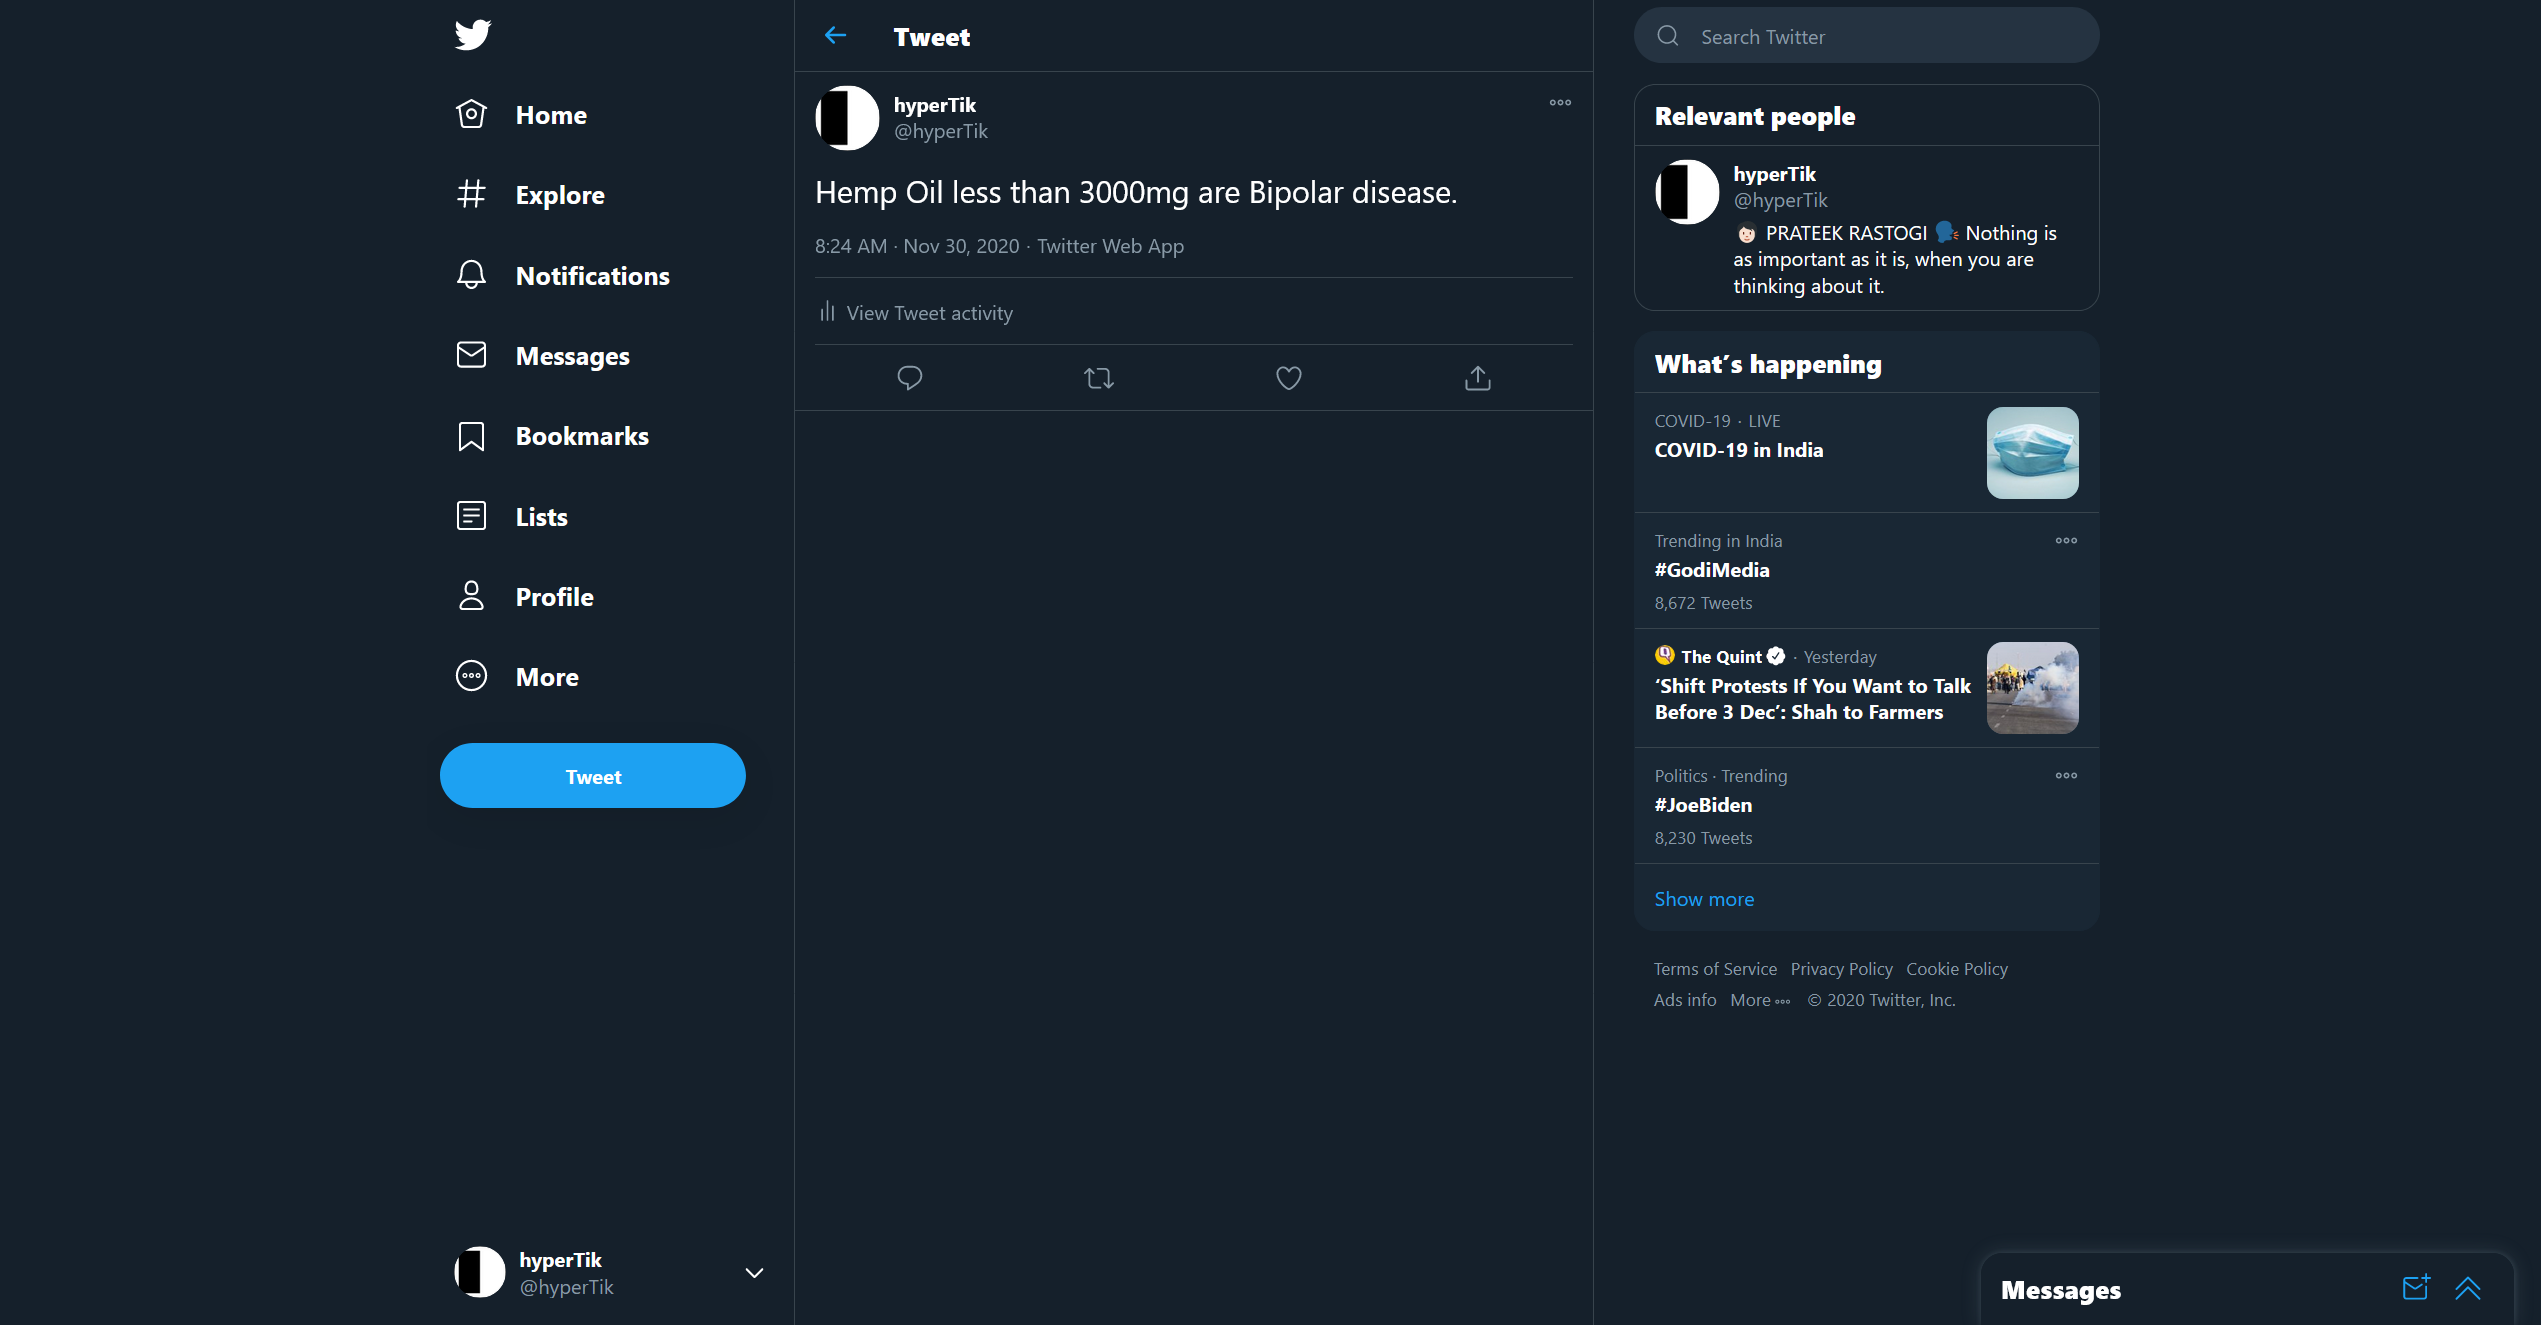 Home
Explore
Notifications
Messages
Bookmarks
Lists
Profile
More
Tweet
hyperTik
@hyperTik
Tweet
hyperTik
@hyperTik
Hemp Oil less than 3000mg are Bipolar disease.
8:24 AM · Nov 30, 2020 · Twitter Web App
View Tweet activity
Search Twitter
Relevant people
hyperTik
@hyperTik
PRATEEK RASTOGI Nothing is
as important as it is, when you are
thinking about it.
What's happening
COVID-19 · LIVE
COVID-19 in India
Trending in India
#GodiMedia
8,672 Tweets
The Quint · Yesterday
‘Shift Protests If You Want to Talk
Before 3 Dec’: Shah to Farmers
Politics · Trending
#JoeBiden
8,230 Tweets
Show more
Terms of Service Privacy Policy Cookie Policy
Ads info More © 2020 Twitter, Inc.
Messages